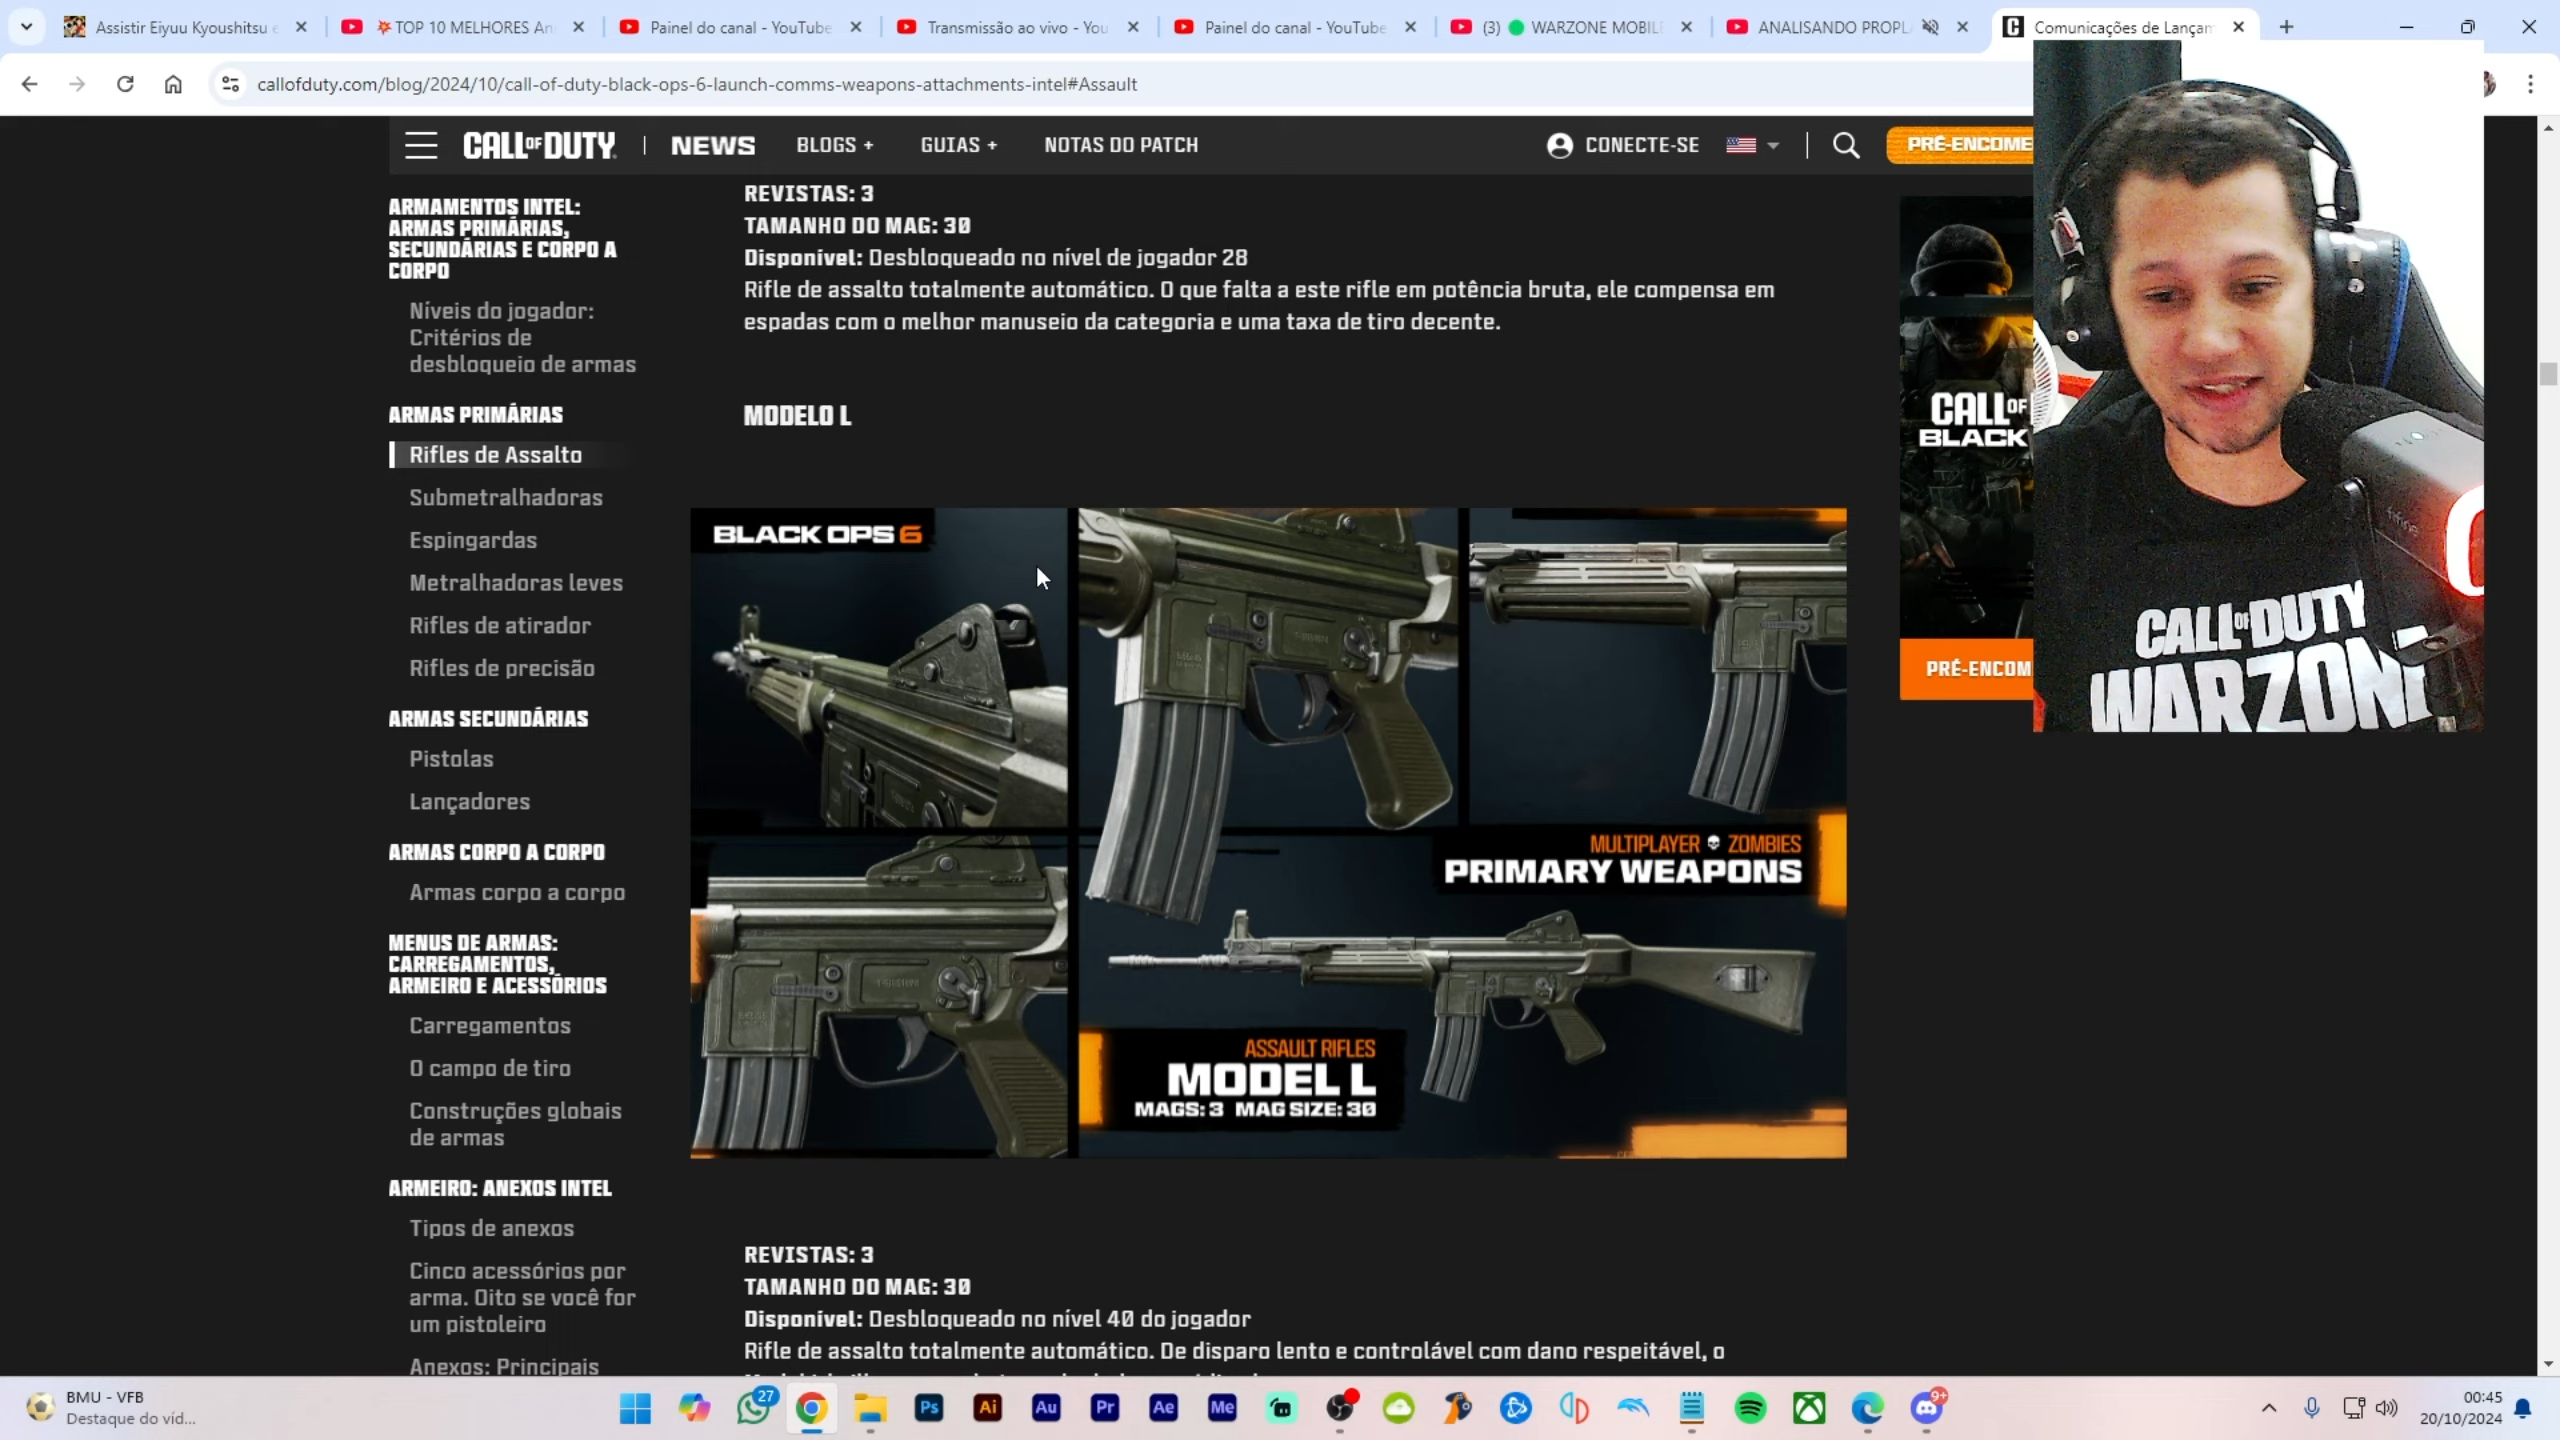 Assistir Eiyuu Kyoushitsu e
TOP 10 MELHORES An
Painel do canal - YouTube
Transmissão ao vivo - You
Painel do canal - YouTube
(3) WARZONE MOBIL
ANALISANDO PROPL
Comunicações de Lançam
callofduty.com/blog/2024/10/call-of-duty-black-ops-6-launch-comms-weapons-attachments-intel#Assault
CALL OF DUTY
NEWS
BLOGS +
GUIAS +
NOTAS DO PATCH
CONECTE-SE
PRÉ-ENCOME
ARMAMENTOS INTEL:
ARMAS PRIMÁRIAS,
SECUNDÁRIAS E CORPO A
CORPO
Níveis do jogador:
Critérios de
desbloqueio de armas
ARMAS PRIMÁRIAS
Rifles de Assalto
Submetralhadoras
Espingardas
Metralhadoras leves
Rifles de atirador
Rifles de precisão
ARMAS SECUNDÁRIAS
Pistolas
Lançadores
ARMAS CORPO A CORPO
Armas corpo a corpo
MENUS DE ARMAS:
CARREGAMENTOS,
ARMEIRO E ACESSÓRIOS
Carregamentos
O campo de tiro
Construções globais
de armas
ARMEIRO: ANEXOS INTEL
Tipos de anexos
Cinco acessórios por
arma. Oito se você for
um pistoleiro
Anexos: Principais
REVISTAS: 3
TAMANHO DO MAG: 30
Disponível: Desbloqueado no nível de jogador 28
Rifle de assalto totalmente automático. O que falta a este rifle em potência bruta, ele compensa em
espadas com o melhor manuseio da categoria e uma taxa de tiro decente.
MODELO L
BLACK OPS 6
MULTIPLAYER ZOMBIES
PRIMARY WEAPONS
ASSAULT RIFLES
MODEL L
MAGS: 3 MAG SIZE: 30
REVISTAS: 3
TAMANHO DO MAG: 30
Disponível: Desbloqueado no nível 40 do jogador
Rifle de assalto totalmente automático. De disparo lento e controlável com dano respeitável, o
CALL OF
BLACK
PRÉ-ENCOM
fifine
CALL OF DUTY
WARZONE
BMU - VFB
Destaque do víd...
27
Ps
Ai
Au
Pr
Ae
Me
9+
00:45
20/10/2024